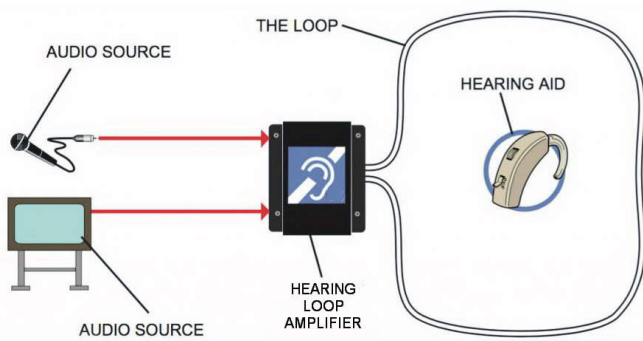 THE LOOP
AUDIO SOURCE
HEARING AID
HEARING
LOOP
AMPLIFIER
AUDIO SOURCE